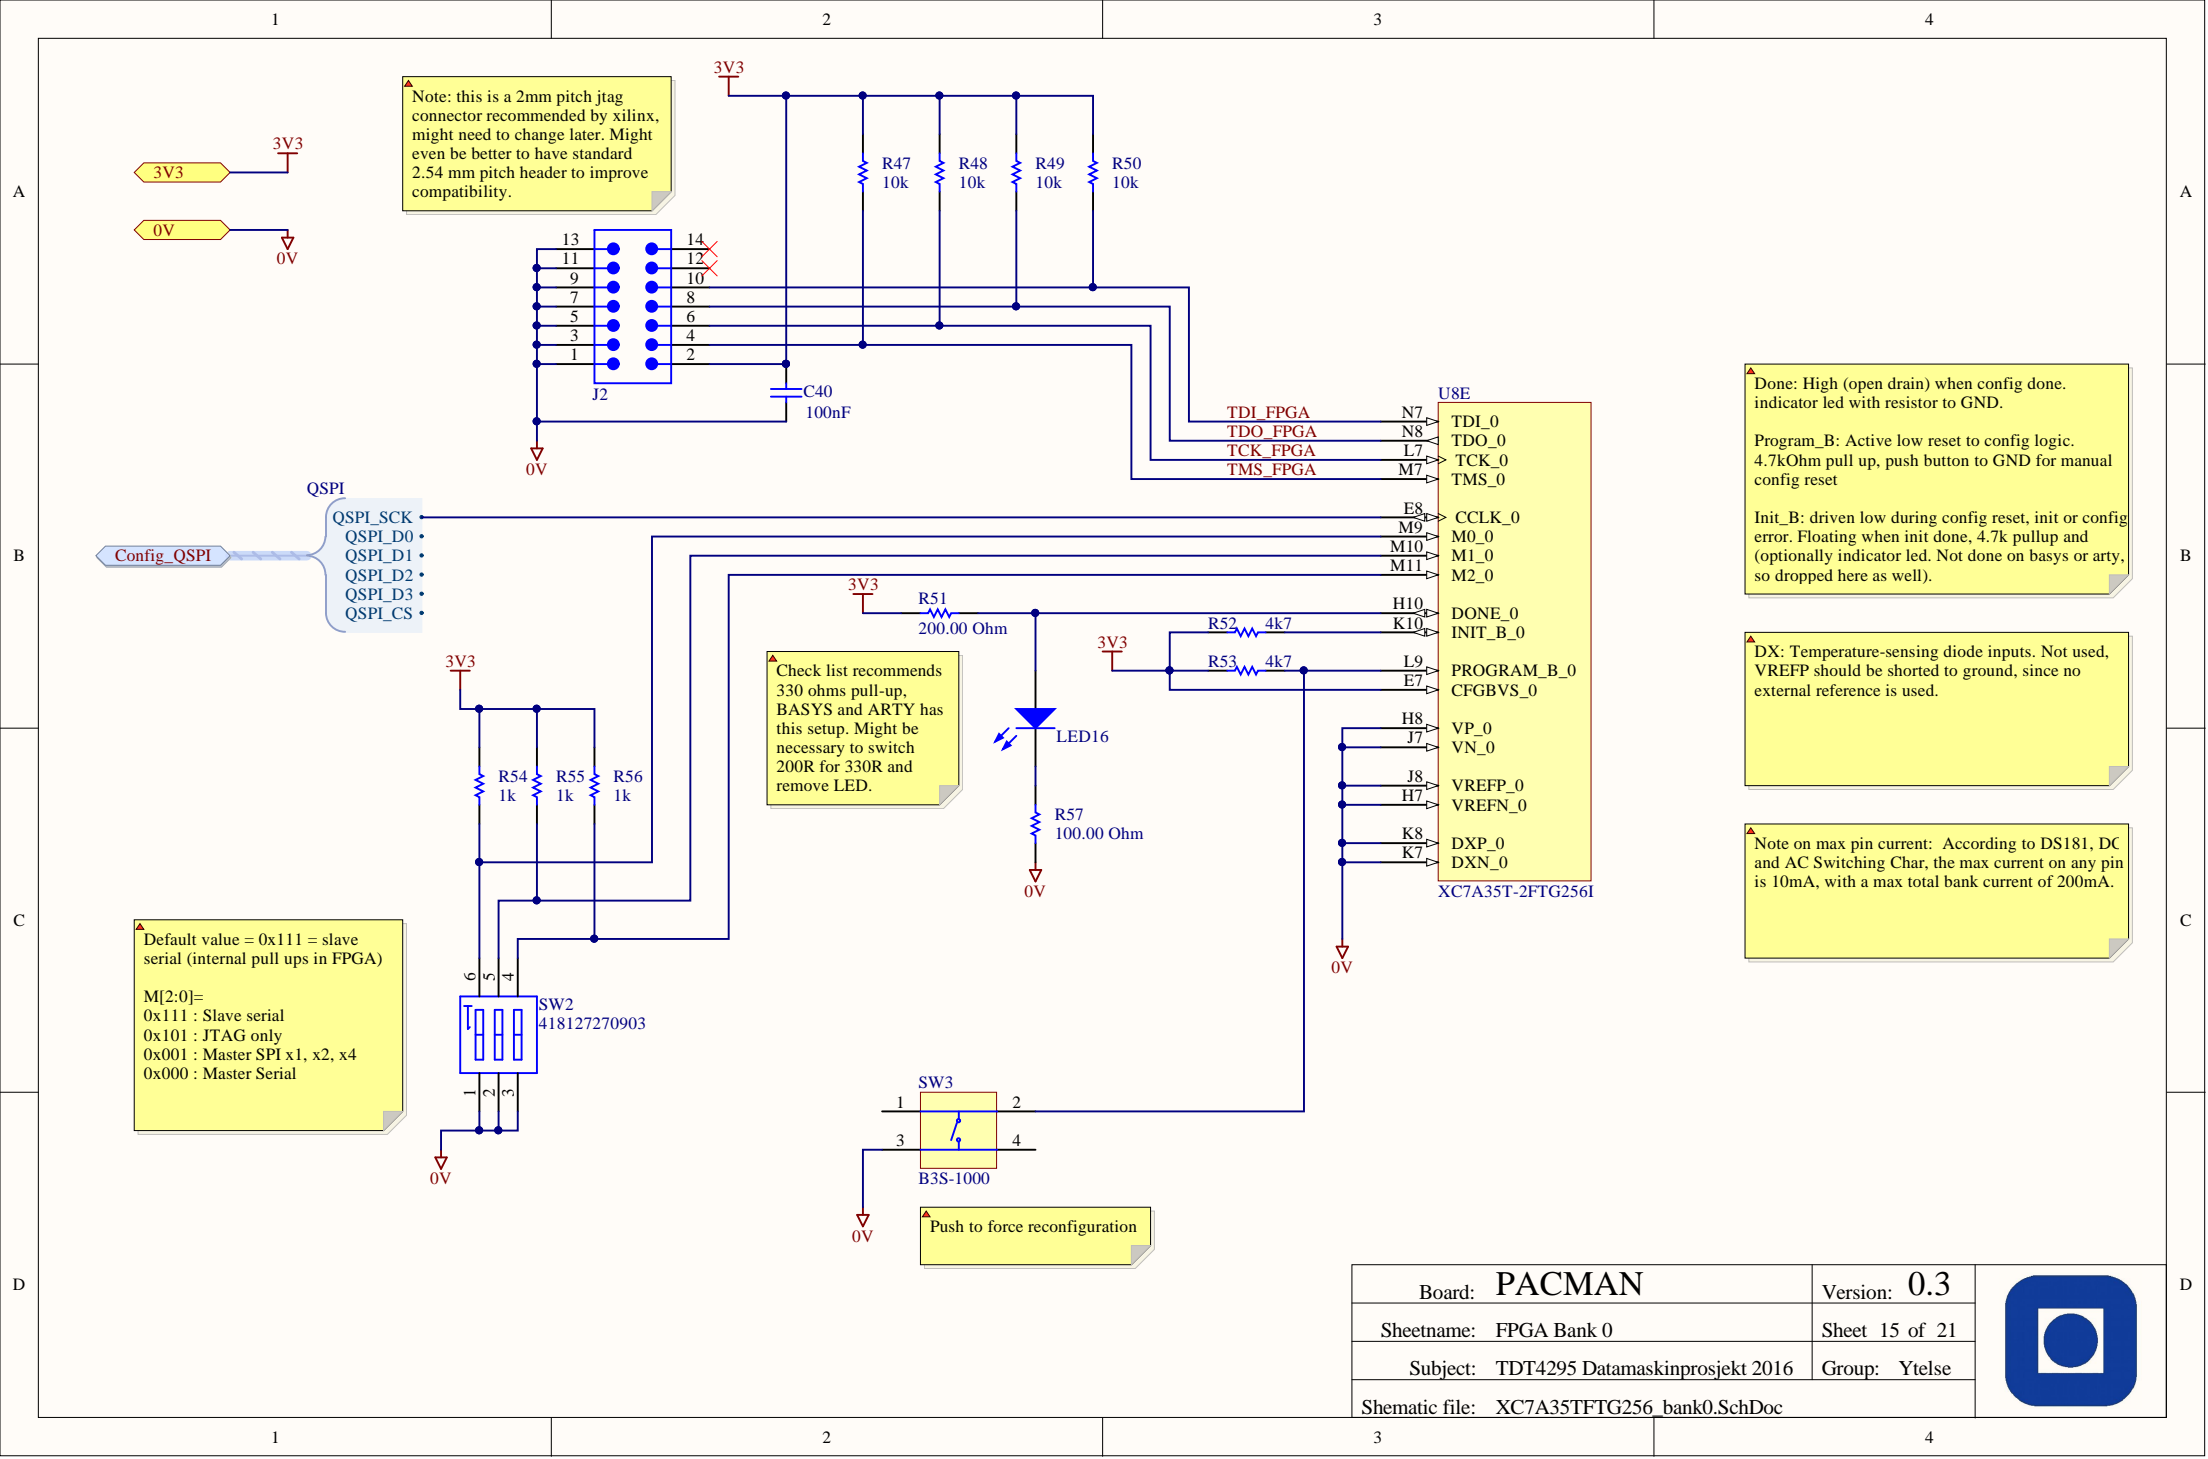 1
2
3
4
A
A
B
B
C
C
D
D
3V3
3V3
0V
0V
Note: this is a 2mm pitch jtag
connector recommended by xilinx,
might need to change later. Might
even be better to have standard
2.54 mm pitch header to improve
compatibility.
3V3
R47
10k
R48
10k
R49
10k
R50
10k
13
14
11
12
9
10
7
8
5
6
3
4
1
2
J2
C40
100nF
0V
TDI_FPGA
TDO_FPGA
TCK_FPGA
TMS_FPGA
U8E
N7
TDI_0
N8
TDO_0
L7
TCK_0
M7
TMS_0
E8
CCLK_0
M9
M0_0
M10
M1_0
M11
M2_0
H10
DONE_0
K10
INIT_B_0
L9
PROGRAM_B_0
E7
CFGBVS_0
H8
VP_0
J7
VN_0
J8
VREFP_0
H7
VREFN_0
K8
DXP_0
K7
DXN_0
XC7A35T-2FTG256I
Done: High (open drain) when config done.
indicator led with resistor to GND.
Program_B: Active low reset to config logic.
4.7kOhm pull up, push button to GND for manual
config reset
Init_B: driven low during config reset, init or config
error. Floating when init done, 4.7k pullup and
(optionally indicator led. Not done on basys or arty,
so dropped here as well).
DX: Temperature-sensing diode inputs. Not used,
VREFP should be shorted to ground, since no
external reference is used.
Note on max pin current:  According to DS181, DC
and AC Switching Char, the max current on any pin
is 10mA, with a max total bank current of 200mA.
QSPI
Config_QSPI
QSPI_SCK
QSPI_D0
QSPI_D1
QSPI_D2
QSPI_D3
QSPI_CS
3V3
R51
200.00 Ohm
3V3
R52
4k7
R53
4k7
Check list recommends
330 ohms pull-up,
BASYS and ARTY has
this setup. Might be
necessary to switch
200R for 330R and
remove LED.
LED16
R57
100.00 Ohm
0V
0V
3V3
R54
1k
R55
1k
R56
1k
6
5
4
SW2
418127270903
1
2
3
0V
Default value = 0x111 = slave
serial (internal pull ups in FPGA)
M[2:0]=
0x111 : Slave serial
0x101 : JTAG only
0x001 : Master SPI x1, x2, x4
0x000 : Master Serial
SW3
1
2
3
4
B3S-1000
0V
Push to force reconfiguration
Board: PACMAN
Version: 0.3
Sheetname: FPGA Bank 0
Sheet 15 of 21
Subject: TDT4295 Datamaskinprosjekt 2016
Group: Ytelse
Shematic file: XC7A35TFTG256_bank0.SchDoc
1
2
3
4